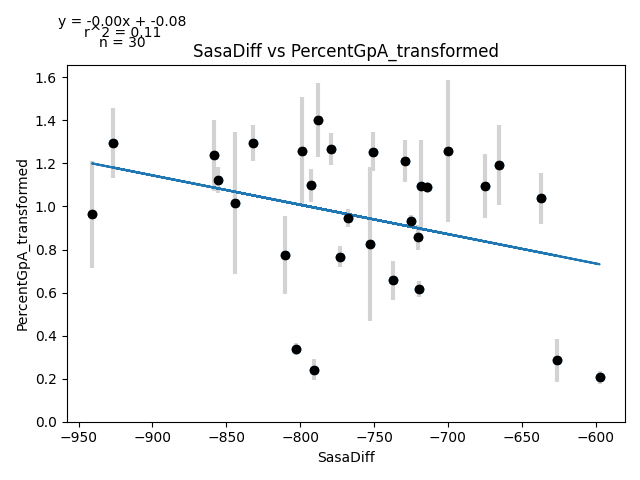 y = -0.00x + -0.08
r^2 = 0.11
n = 30
SasaDiff vs PercentGpA_transformed
PercentGpA_transformed
1.6
1.4
1.2
1.0
0.8
0.6
0.4
0.2
0.0
−950
−900
−850
−800
−750
−700
−650
−600
SasaDiff